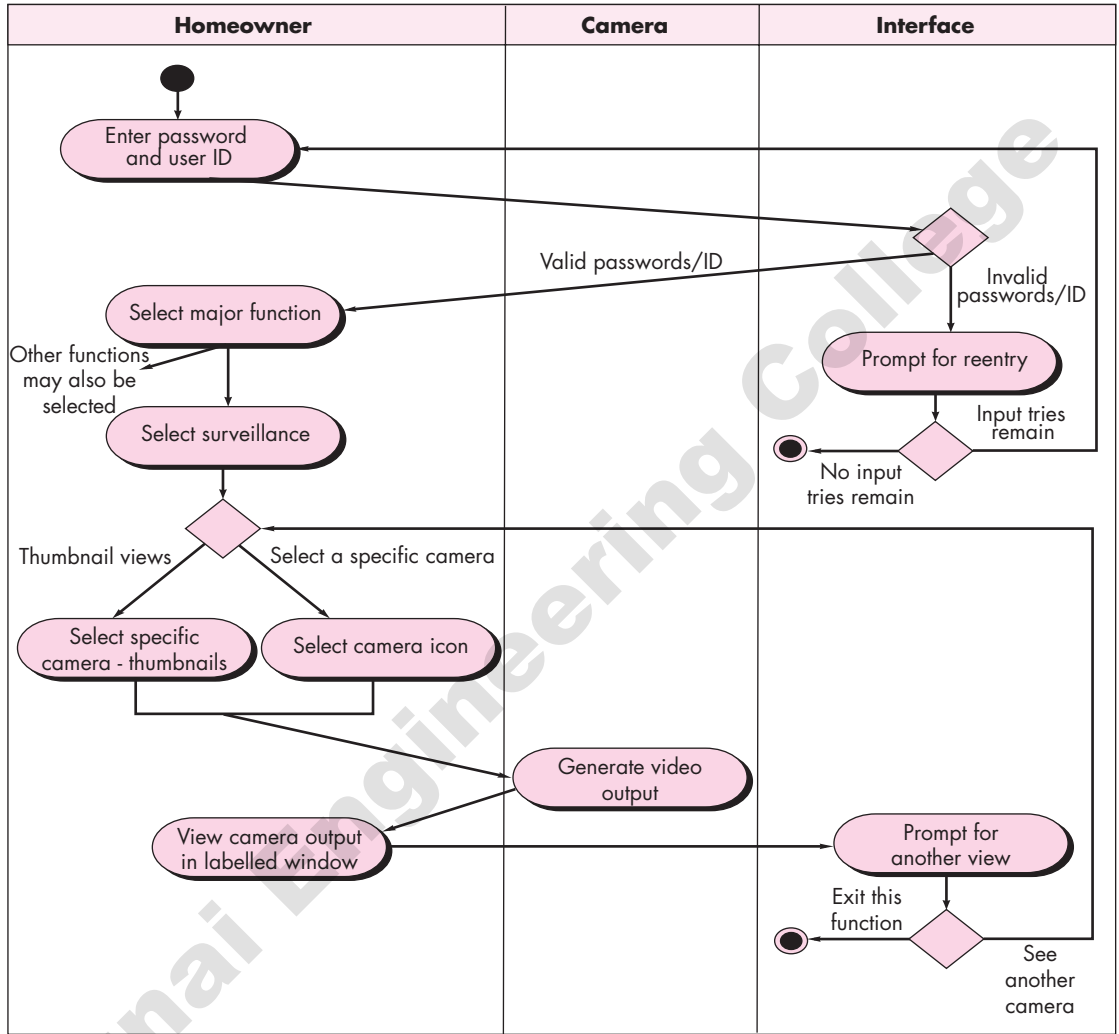 Homeowner
Camera
Interface
Enter password
and user ID
Valid passwords/ID
Invalid
passwords/ID
Select major function
Other functions
may also be
selected
Prompt for reentry
Input tries
remain
Select surveillance
No input
tries remain
Thumbnail views
Select a specific camera
Select specific
camera - thumbnails
Select camera icon
Generate video
output
View camera output
in labelled window
Prompt for
another view
Exit this
function
See
another
camera
nai Engineering College